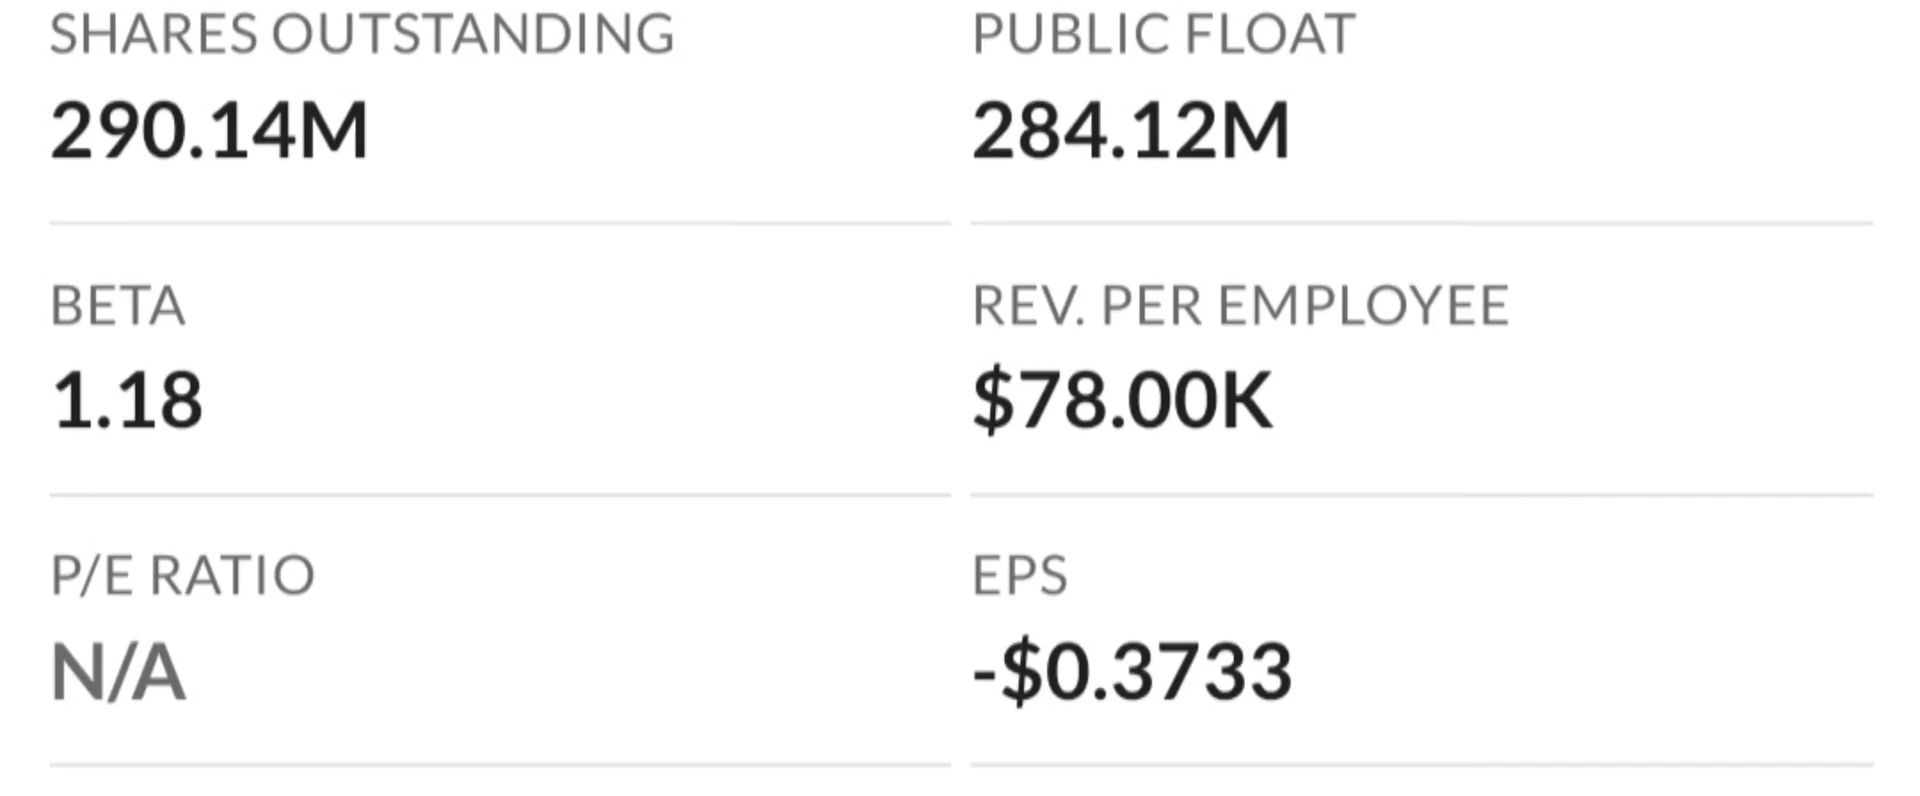 SHARES OUTSTANDING
290.14M
PUBLIC FLOAT
284.12M
BETA
1.18
REV. PER EMPLOYEE
$78.00K
P/E RATIO
N/A
EPS
-$0.3733